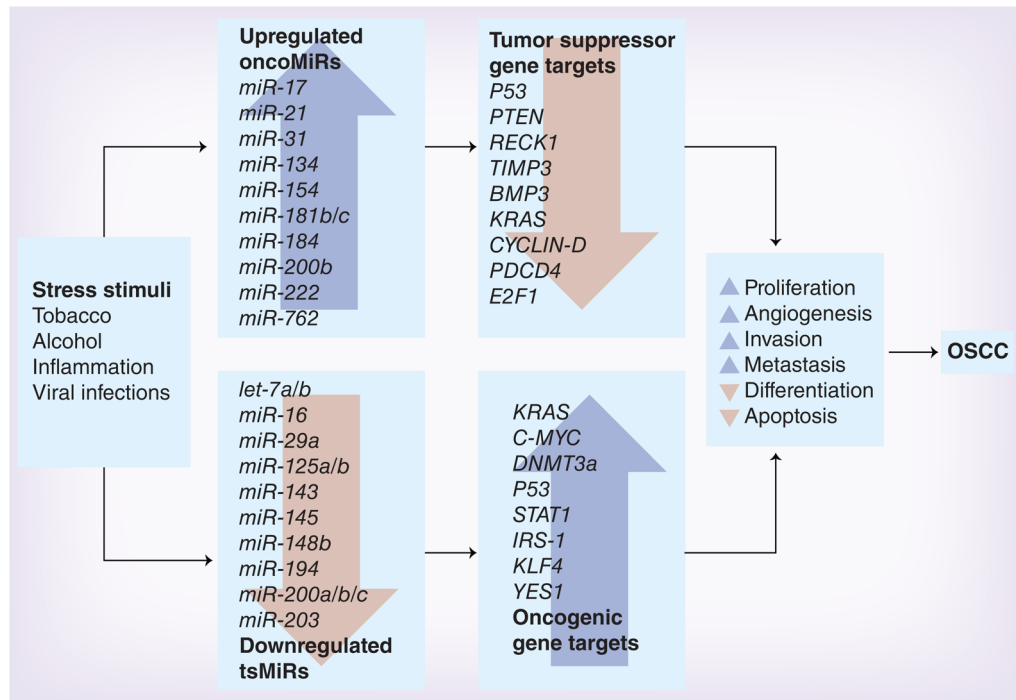 Stress stimuli
Tobacco
Alcohol
Inflammation
Viral infections
Upregulated
oncoMiRs
miR-17
miR-21
miR-31
miR-134
miR-154
miR-181b/c
miR-184
miR-200b
miR-222
miR-762
Tumor suppressor
gene targets
P53
PTEN
RECK1
TIMP3
BMP3
KRAS
CYCLIN-D
PDCD4
E2F1
let-7a/b
miR-16
miR-29a
miR-125a/b
miR-143
miR-145
miR-148b
miR-194
miR-200a/b/c
miR-203
Downregulated
tsMiRs
KRAS
C-MYC
DNMT3a
P53
STAT1
IRS-1
KLF4
YES1
Oncogenic
gene targets
Proliferation
Angiogenesis
Invasion
Metastasis
Differentiation
Apoptosis
OSCC